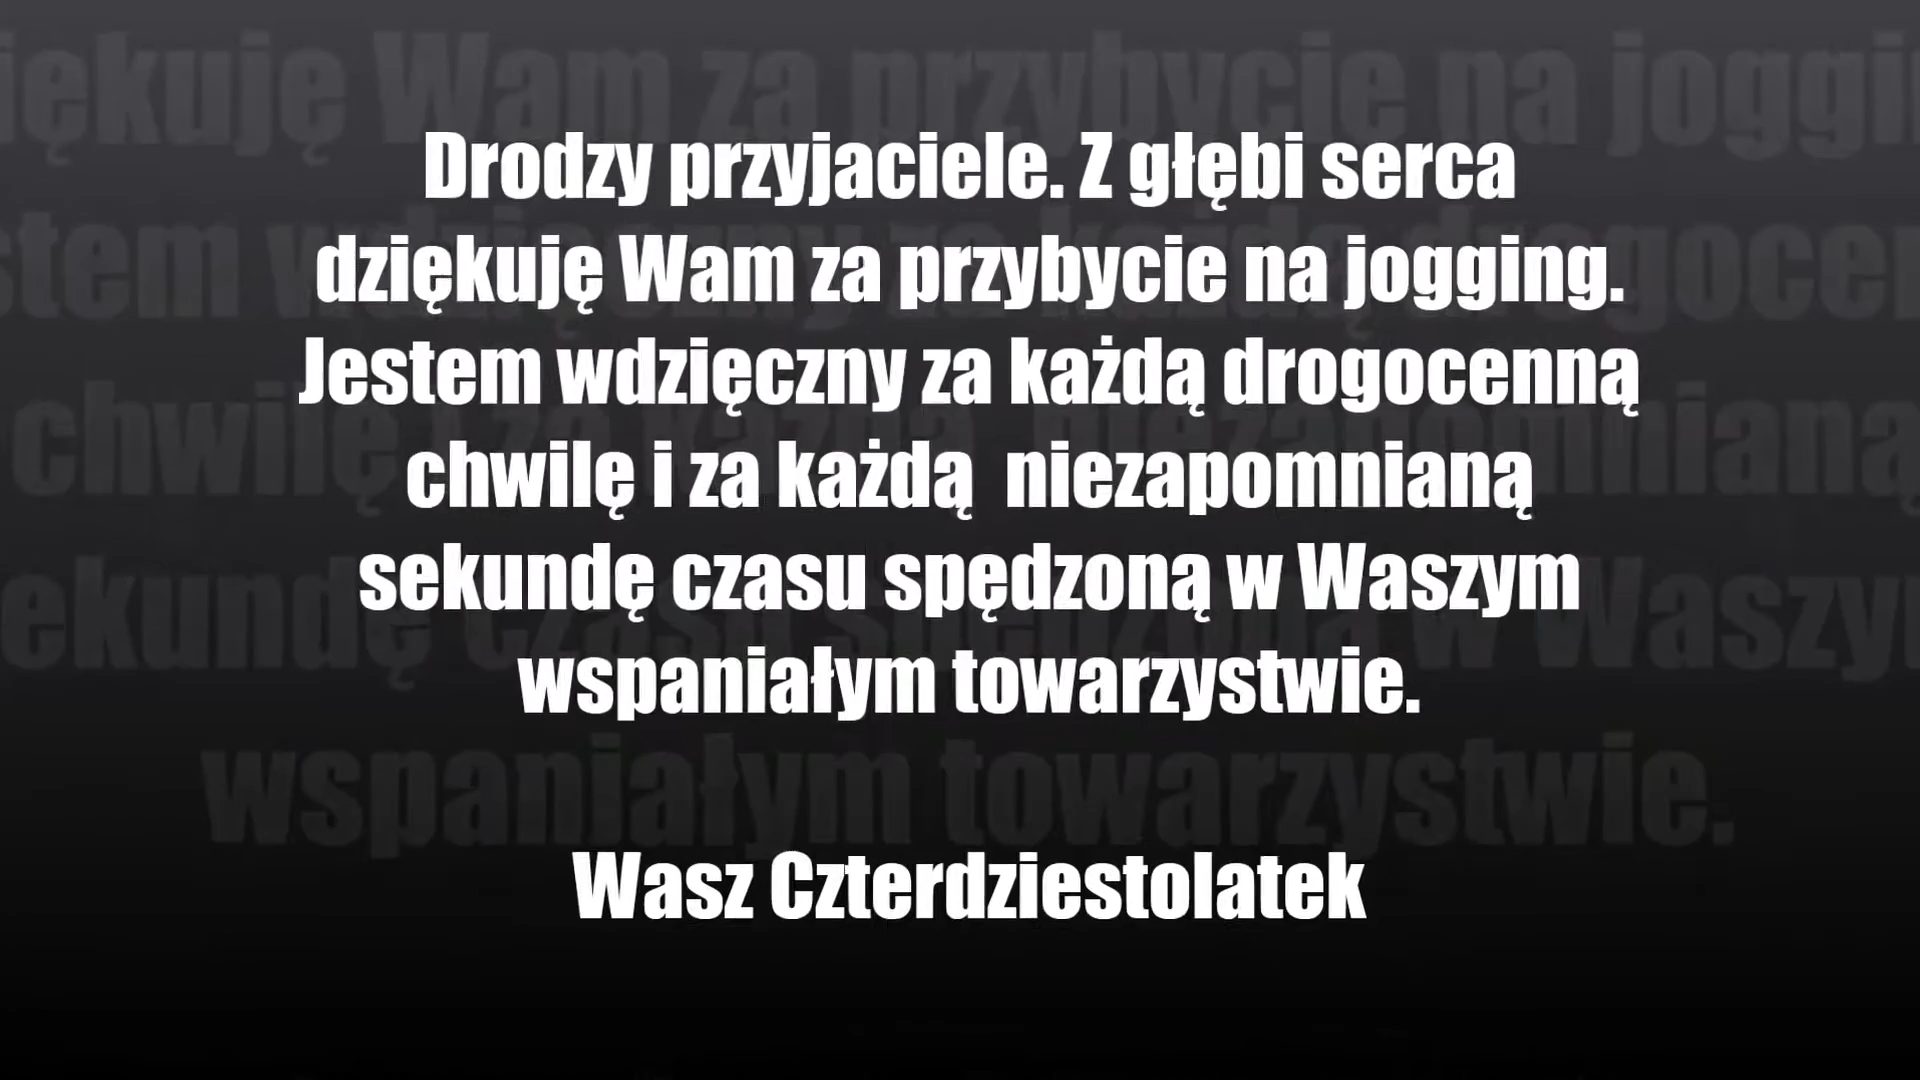 Drodzy przyjaciele. Z głębi serca
dziękuję Wam za przybycie na jogging.
Jestem wdzięczny za każdą drogocenną
chwilę i za każdą  niezapomnianą
sekundę czasu spędzoną w Waszym
wspaniałym towarzystwie.
Wasz Czterdziestolatek